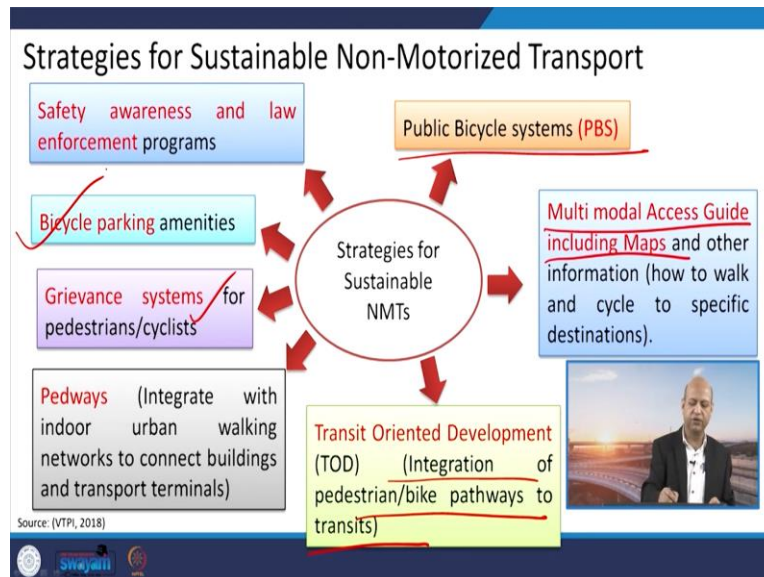 Strategies for Sustainable Non-Motorized Transport
Safety awareness and law
enforcement programs
Public Bicycle systems (PBS)
Bicycle parking amenities
Multi modal Access Guide
including Maps and other
information (how to walk
and cycle to specific
destinations).
Strategies for
Sustainable
NMTs
Grievance systems for
pedestrians/cyclists
Pedways (Integrate with
indoor urban walking
networks to connect buildings
and transport terminals)
Transit Oriented Development
(TOD) (Integration of
pedestrian/bike pathways to
transits)
Source: (VTPI, 2018)
swayam